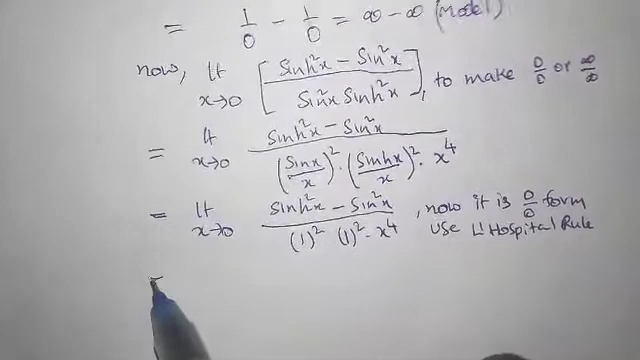 = 1/0 - 1/0 = ∞ - ∞ (Model)
now, lt x→0 [ (Sinh²x - Sin²x) / (Sin²x Sinh²x) ], to make 0/0 or ∞/∞
= lt x→0 (Sinh²x - Sin²x) / ((Sinx/x)² · (Sinhx/x)² · x⁴)
= lt x→0 (Sinh²x - Sin²x) / ((1)² (1)² · x⁴) , now it is 0/0 form
use L'Hospital Rule
=